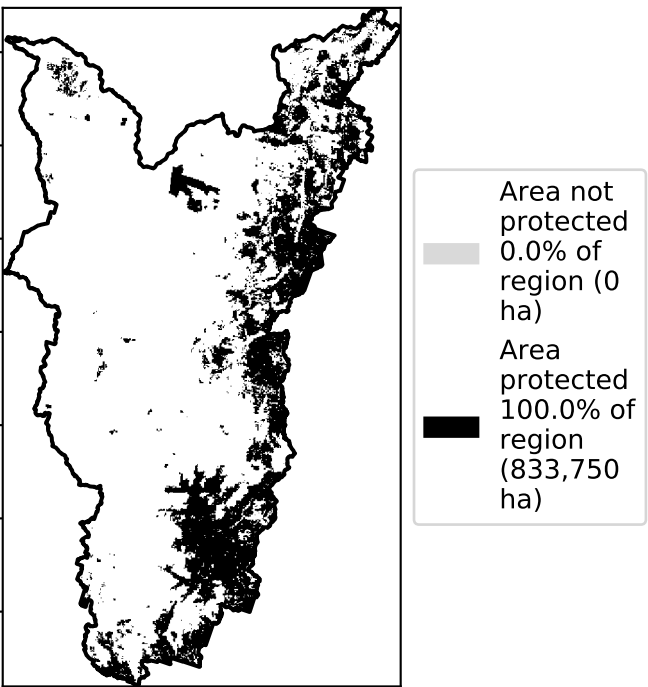 Area not
protected
0.0% of
region (0
ha)
Area
protected
100.0% of
region
(833,750
ha)